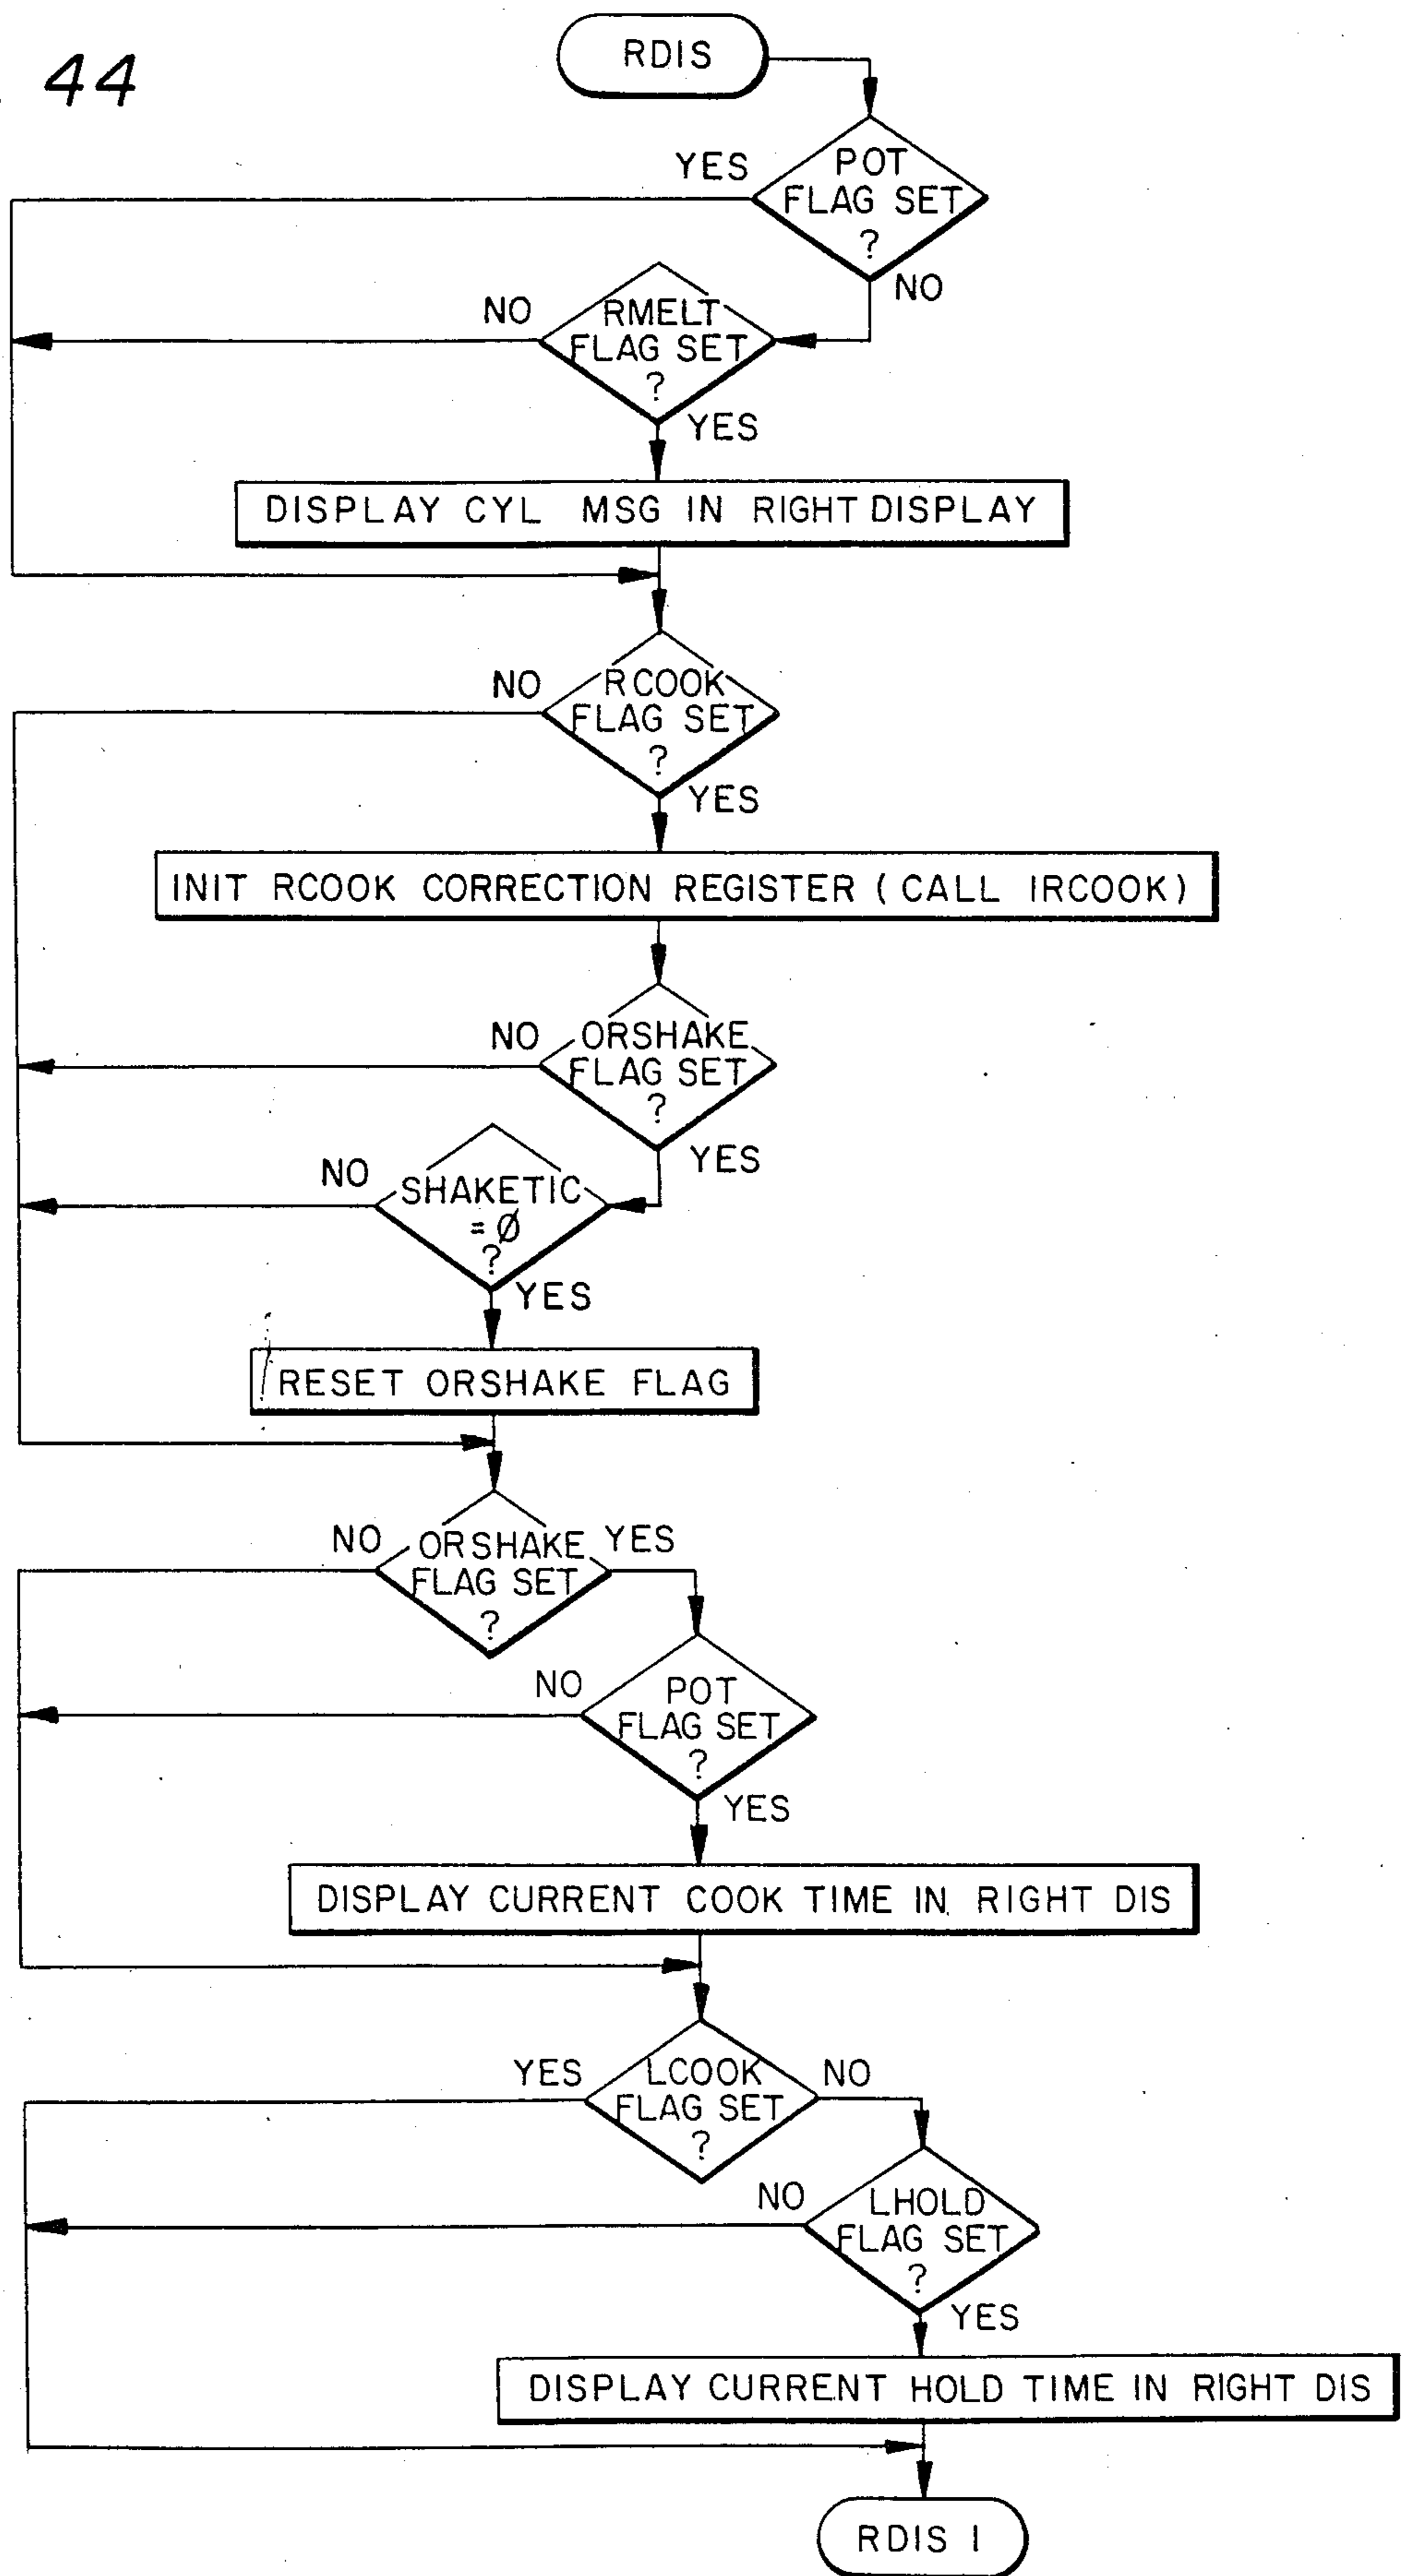 44
RDIS
YES
POT
FLAG SET
?
NO
NO
RMELT
FLAG SET
?
YES
DISPLAY CYL MSG IN RIGHT DISPLAY
NO
RCOOK
FLAG SET
?
YES
INIT RCOOK CORRECTION REGISTER (CALL IRCOOK)
NO
ORSHAKE
FLAG SET
?
YES
NO
SHAKETIC
=Ø
?
YES
RESET ORSHAKE FLAG
NO
ORSHAKE
FLAG SET
?
YES
NO
POT
FLAG SET
?
YES
DISPLAY CURRENT COOK TIME IN RIGHT DIS
YES
LCOOK
FLAG SET
?
NO
NO
LHOLD
FLAG SET
?
YES
DISPLAY CURRENT HOLD TIME IN RIGHT DIS
RDIS 1